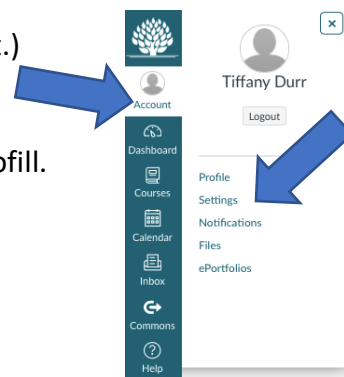 .)
ofill.
Account
Dashboard
Courses
Calendar
Inbox
Commons
Help
×
Tiffany Durr
Logout
Profile
Settings
Notifications
Files
ePortfolios